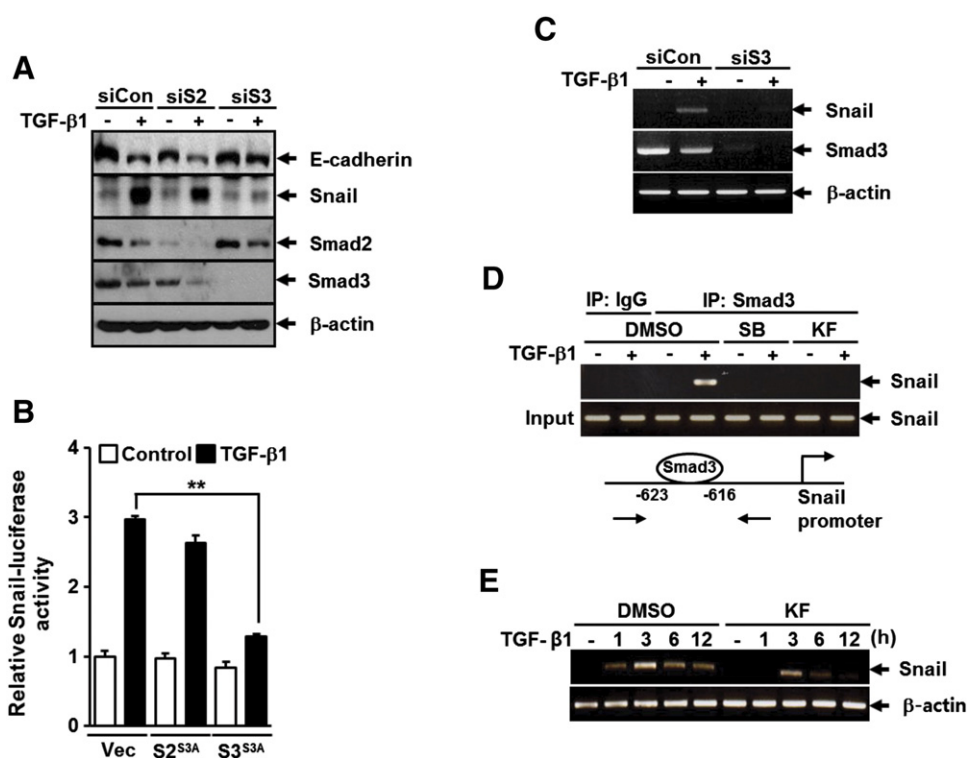 A
siCon siS2 siS3
TGF-β1 - + - + - +
E-cadherin
Snail
Smad2
Smad3
β-actin
B
Relative Snail-luciferase
activity
4
3
2
1
0
Control TGF-β1
**
Vec S2S3A S3S3A
C
siCon siS3
TGF-β1 - + - +
Snail
Smad3
β-actin
D
IP: IgG IP: Smad3
DMSO SB KF
TGF-β1 - + - + - + - +
Snail
Input Snail
Smad3
-623 -616
Snail
promoter
E
DMSO KF
TGF- β1 - 1 3 6 12 - 1 3 6 12 (h)
Snail
β-actin